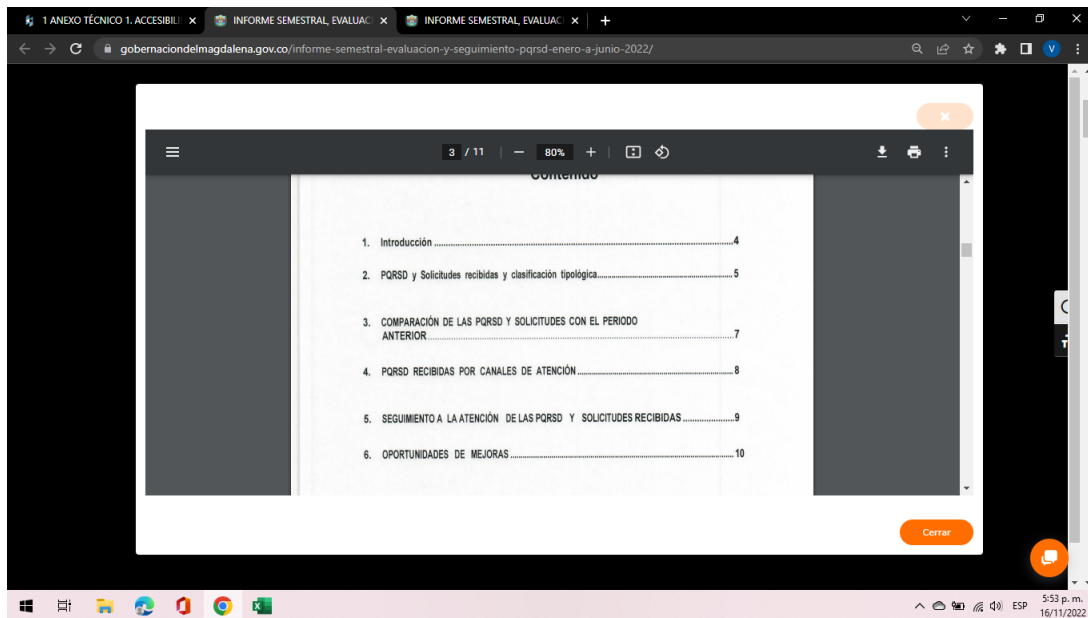 1 ANEXO TÉCNICO 1. ACCESIBIL
INFORME SEMESTRAL, EVALUAC
INFORME SEMESTRAL, EVALUAC
gobernaciondelmagdalena.gov.co/informe-semestral-evaluacion-y-seguimiento-pqrsd-enero-a-junio-2022/
V
3 / 11
80%
Contenido
1. Introducción 4
2. PQRSD y Solicitudes recibidas y clasificación tipológica 5
3. COMPARACIÓN DE LAS PQRSD Y SOLICITUDES CON EL PERIODO
ANTERIOR 7
4. PQRSD RECIBIDAS POR CANALES DE ATENCIÓN 8
5. SEGUIMIENTO A LA ATENCIÓN DE LAS PQRSD Y SOLICITUDES RECIBIDAS 9
6. OPORTUNIDADES DE MEJORAS 10
Cerrar
ESP
5:53 p. m.
16/11/2022